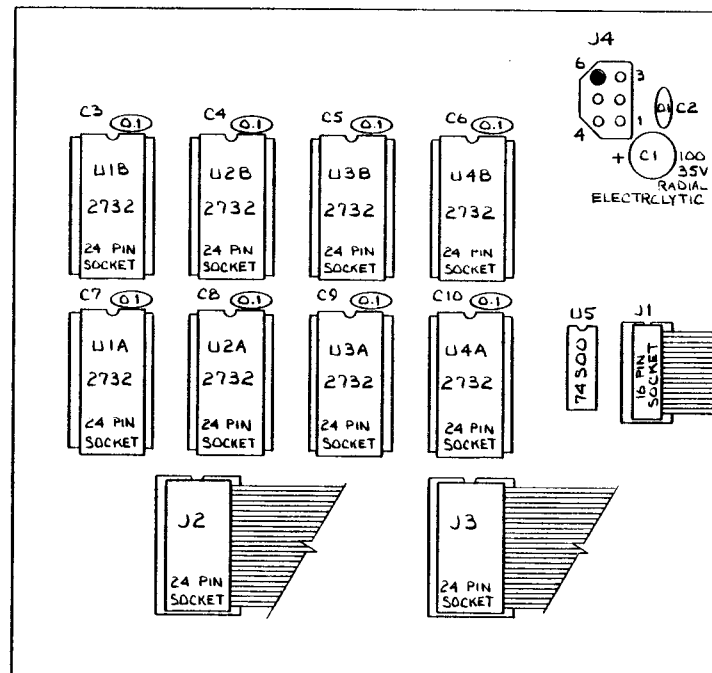 J4
6
3
4
1
0.1
C2
+
C1
100
35V
RADIAL
ELECTRCLYTIC
C3
0.1
C4
0.1
C5
0.1
C6
0.1
U1B
2732
24 PIN
SOCKET
U2B
2732
24 PIN
SOCKET
U3B
2732
24 PIN
SOCKET
U4B
2732
24 PIN
SOCKET
C7
0.1
C8
0.1
C9
0.1
C10
0.1
U1A
2732
24 PIN
SOCKET
U2A
2732
24 PIN
SOCKET
U3A
2732
24 PIN
SOCKET
U4A
2732
24 PIN
SOCKET
U5
74S00
J1
16 PIN
SOCKET
J2
24 PIN
SOCKET
J3
24 PIN
SOCKET